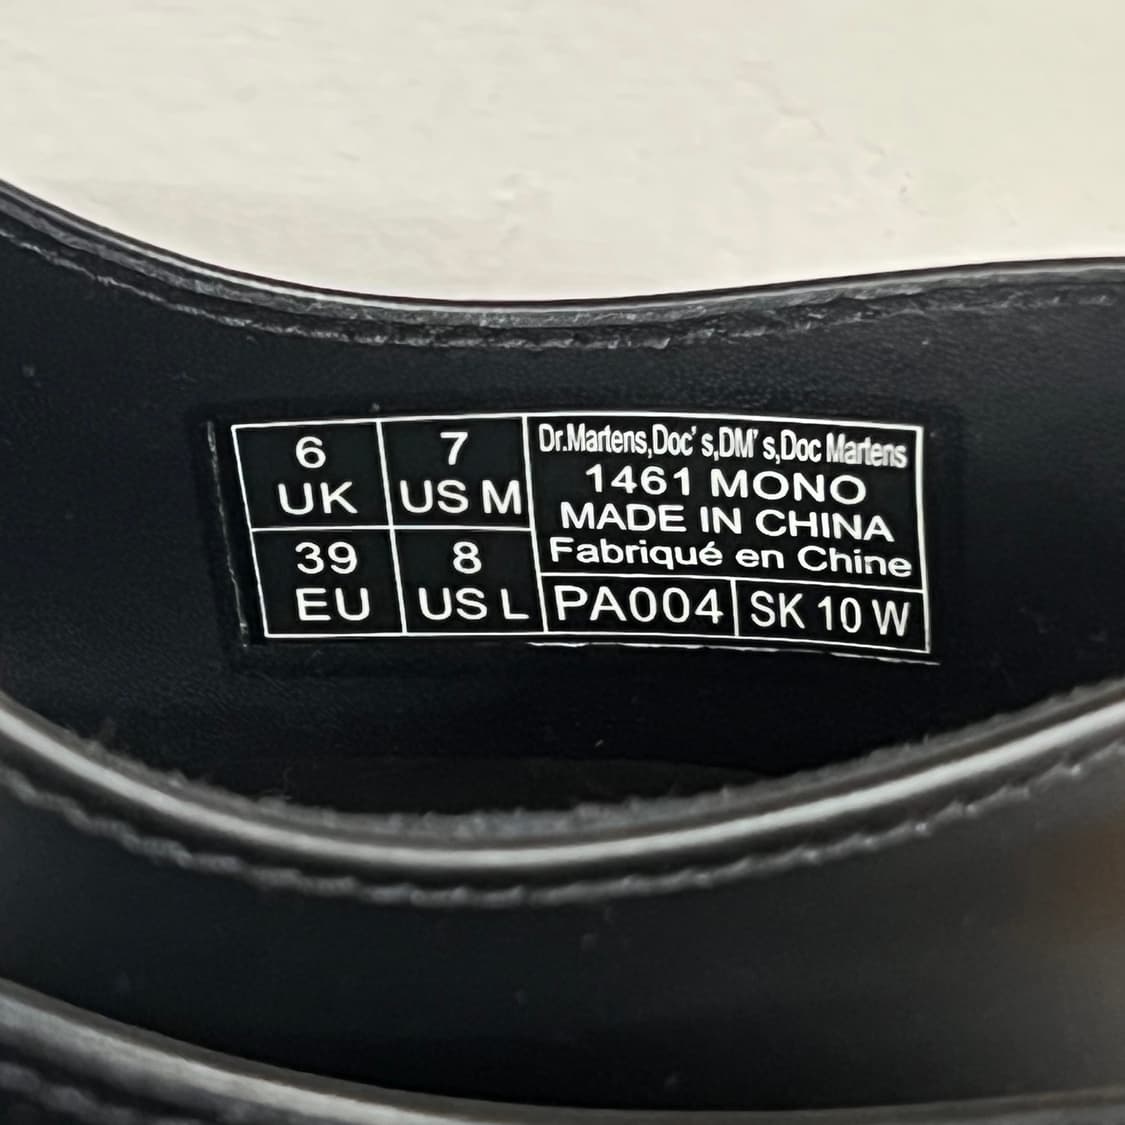 6
UK
7
US M
39
EU
8
US L
Dr.Martens,Doc's,DM's,Doc Martens
1461 MONO
MADE IN CHINA
Fabriqué en Chine
PA004
SK 10 W